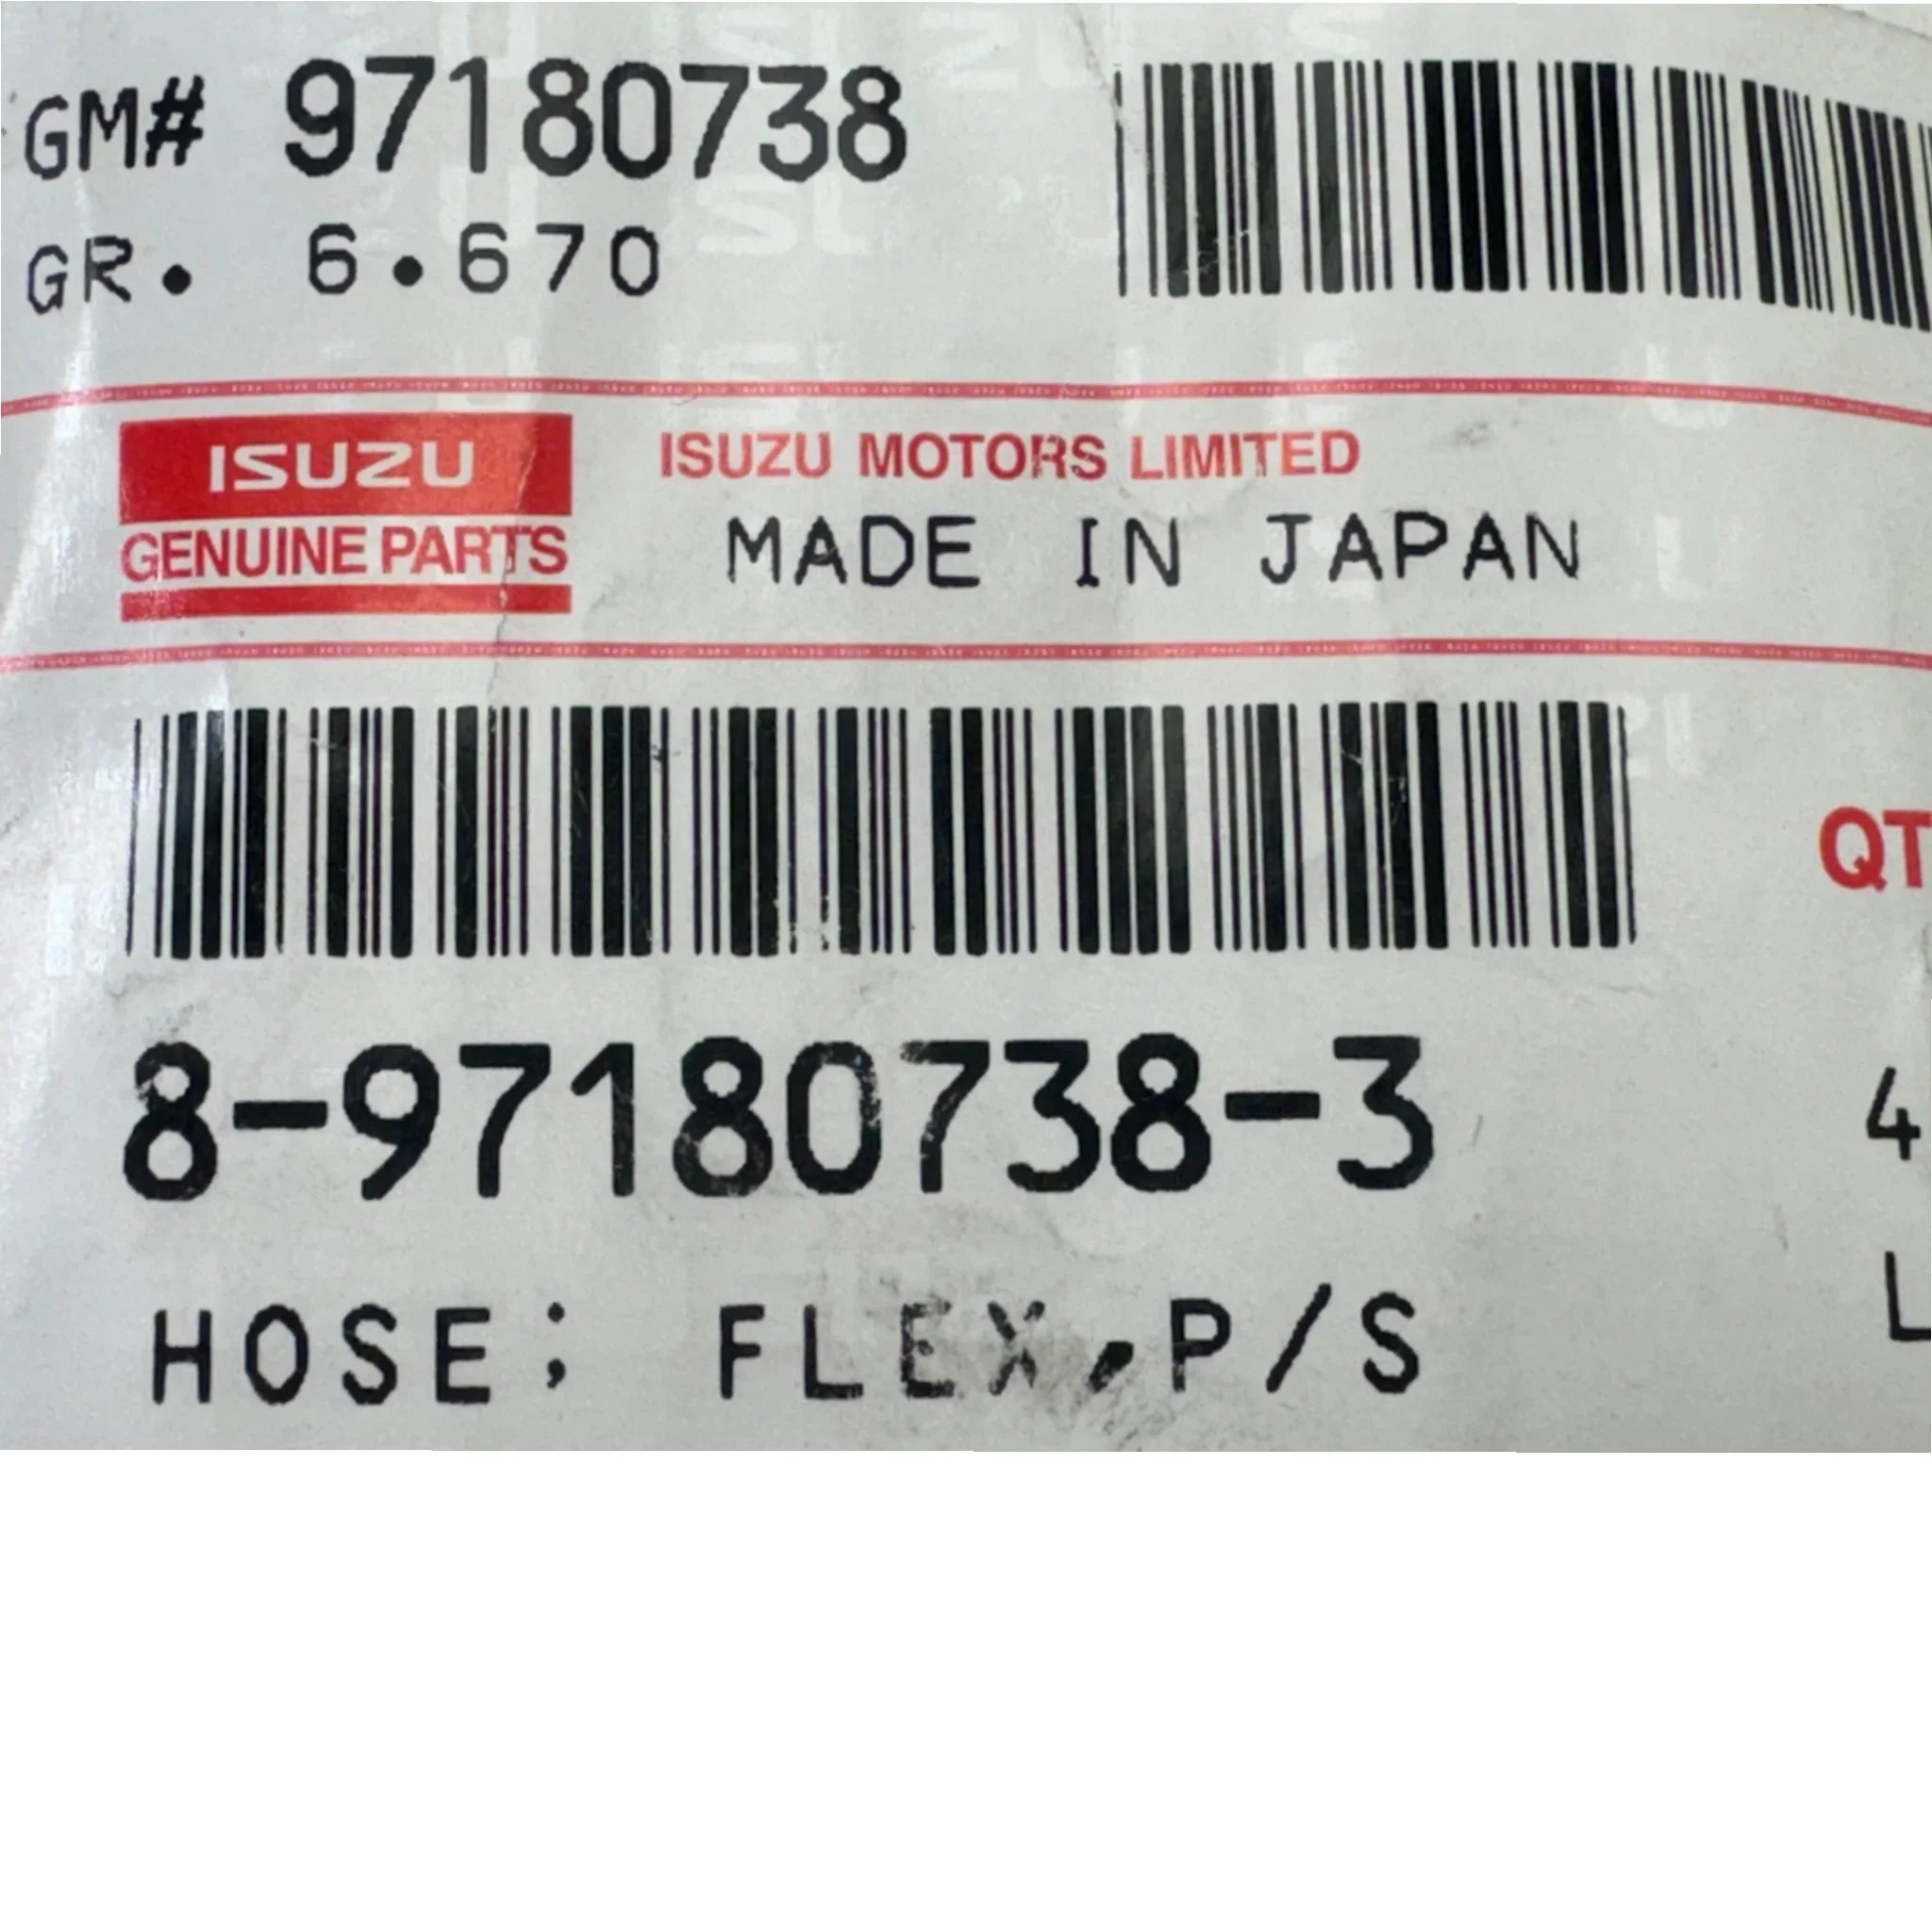 GM# 97180738
GR. 6.670
ISUZU
GENUINE PARTS
ISUZU MOTORS LIMITED
MADE IN JAPAN
QT
8-97180738-3
4
HOSE; FLEX,P/S
L